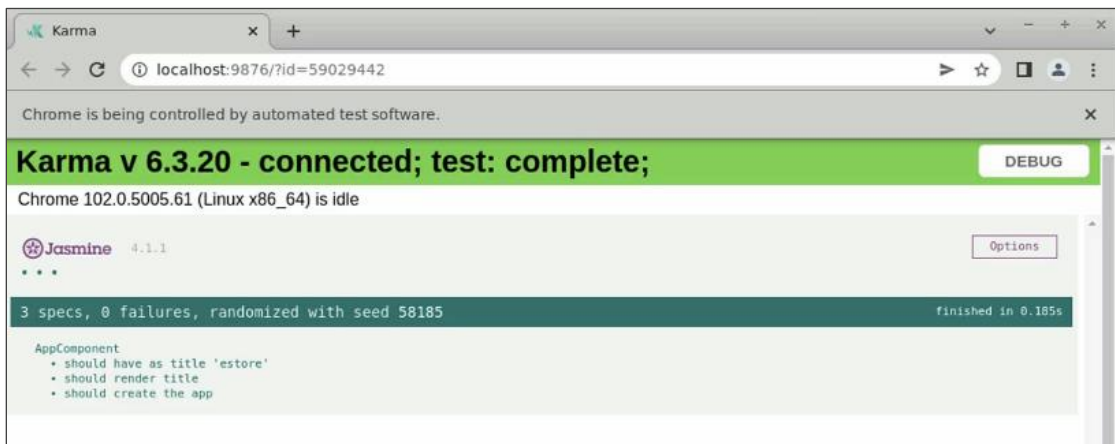 Karma
localhost:9876/?id=59029442
Chrome is being controlled by automated test software.
Karma v 6.3.20 - connected; test: complete;
DEBUG
Chrome 102.0.5005.61 (Linux x86_64) is idle
Jasmine 4.1.1
Options
3 specs, 0 failures, randomized with seed 58185
finished in 0.185s
AppComponent
• should have as title 'estore'
• should render title
• should create the app